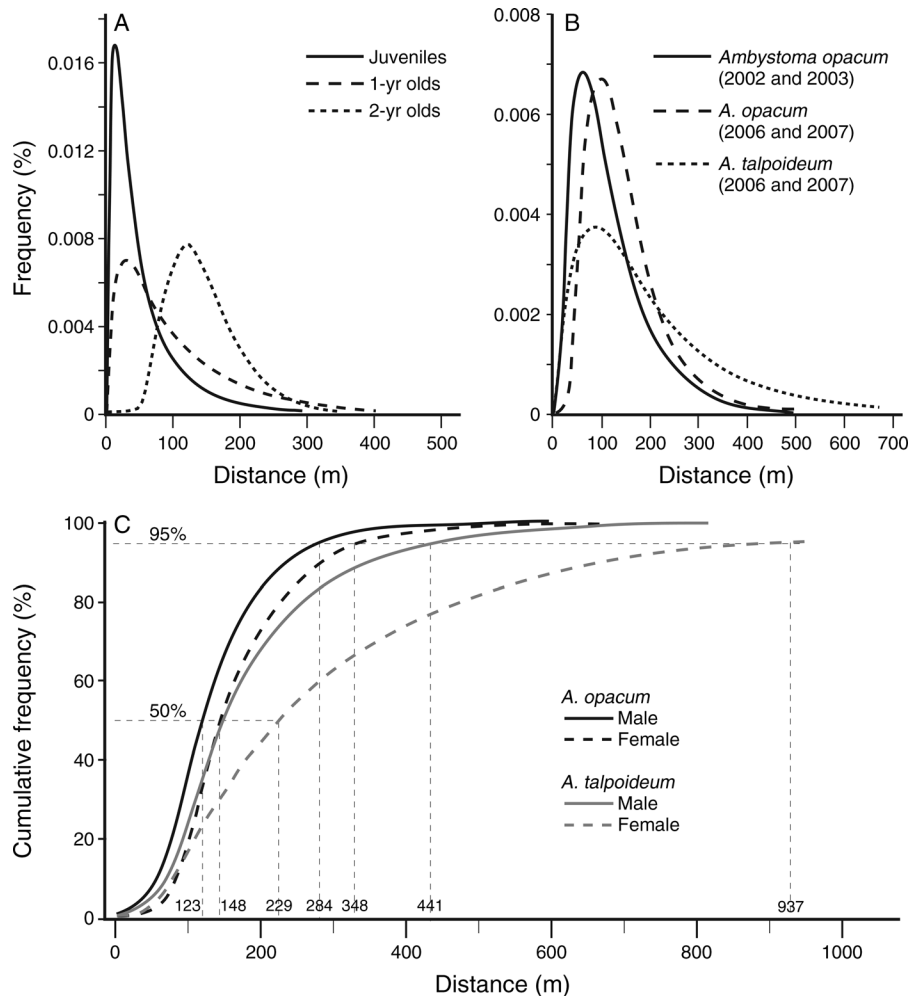 A
Juveniles
1-yr olds
2-yr olds
Frequency (%)
0.016
0.012
0.008
0.004
0
0 100 200 300 400 500
Distance (m)
B
Ambystoma opacum
(2002 and 2003)
A. opacum
(2006 and 2007)
A. talpoideum
(2006 and 2007)
0.008
0.006
0.004
0.002
0
0 100 200 300 400 500 600 700
Distance (m)
C
Cumulative frequency (%)
100
80
60
40
20
0
95%
50%
A. opacum
Male
Female
A. talpoideum
Male
Female
123 148 229 284 348 441 937
0 200 400 600 800 1000
Distance (m)